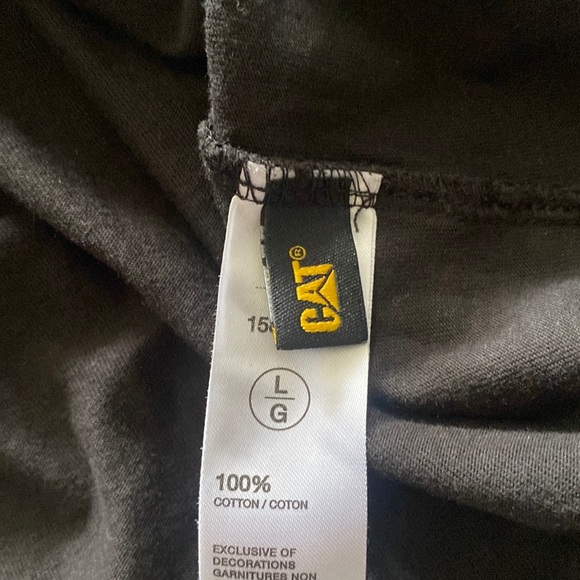 CAT®
L
G
100%
COTTON / COTON
EXCLUSIVE OF
DECORATIONS
GARNITURES NON